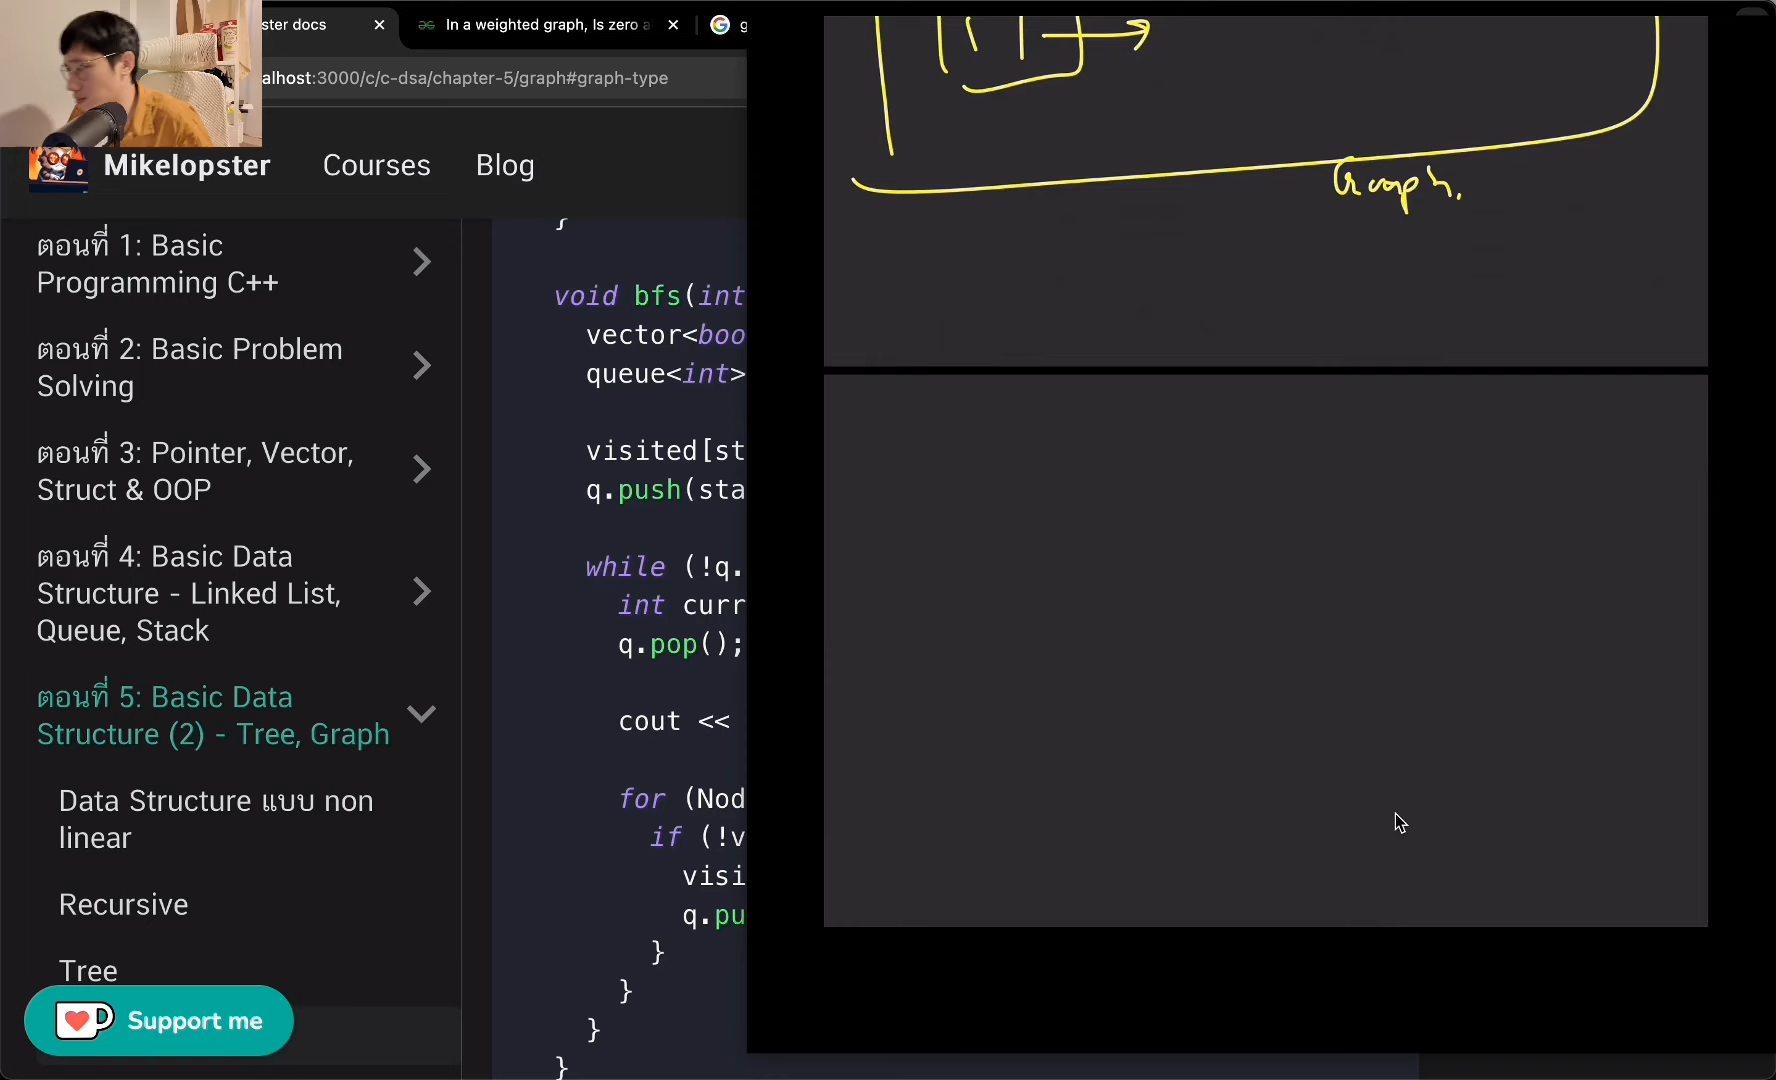 ster docs
In a weighted graph, Is zero a
g
alhost:3000/c/c-dsa/chapter-5/graph#graph-type
Mikelopster
Courses
Blog
ตอนที่ 1: Basic
Programming C++
ตอนที่ 2: Basic Problem
Solving
ตอนที่ 3: Pointer, Vector,
Struct & OOP
ตอนที่ 4: Basic Data
Structure - Linked List,
Queue, Stack
ตอนที่ 5: Basic Data
Structure (2) - Tree, Graph
Data Structure แบบ non
linear
Recursive
Tree
Support me
}
void bfs(int
vector<boo
queue<int>
visited[st
q.push(sta
while (!q.
int curr
q.pop();
cout <<
for (Nod
if (!v
visi
q.pu
}
}
}
}
Graph.